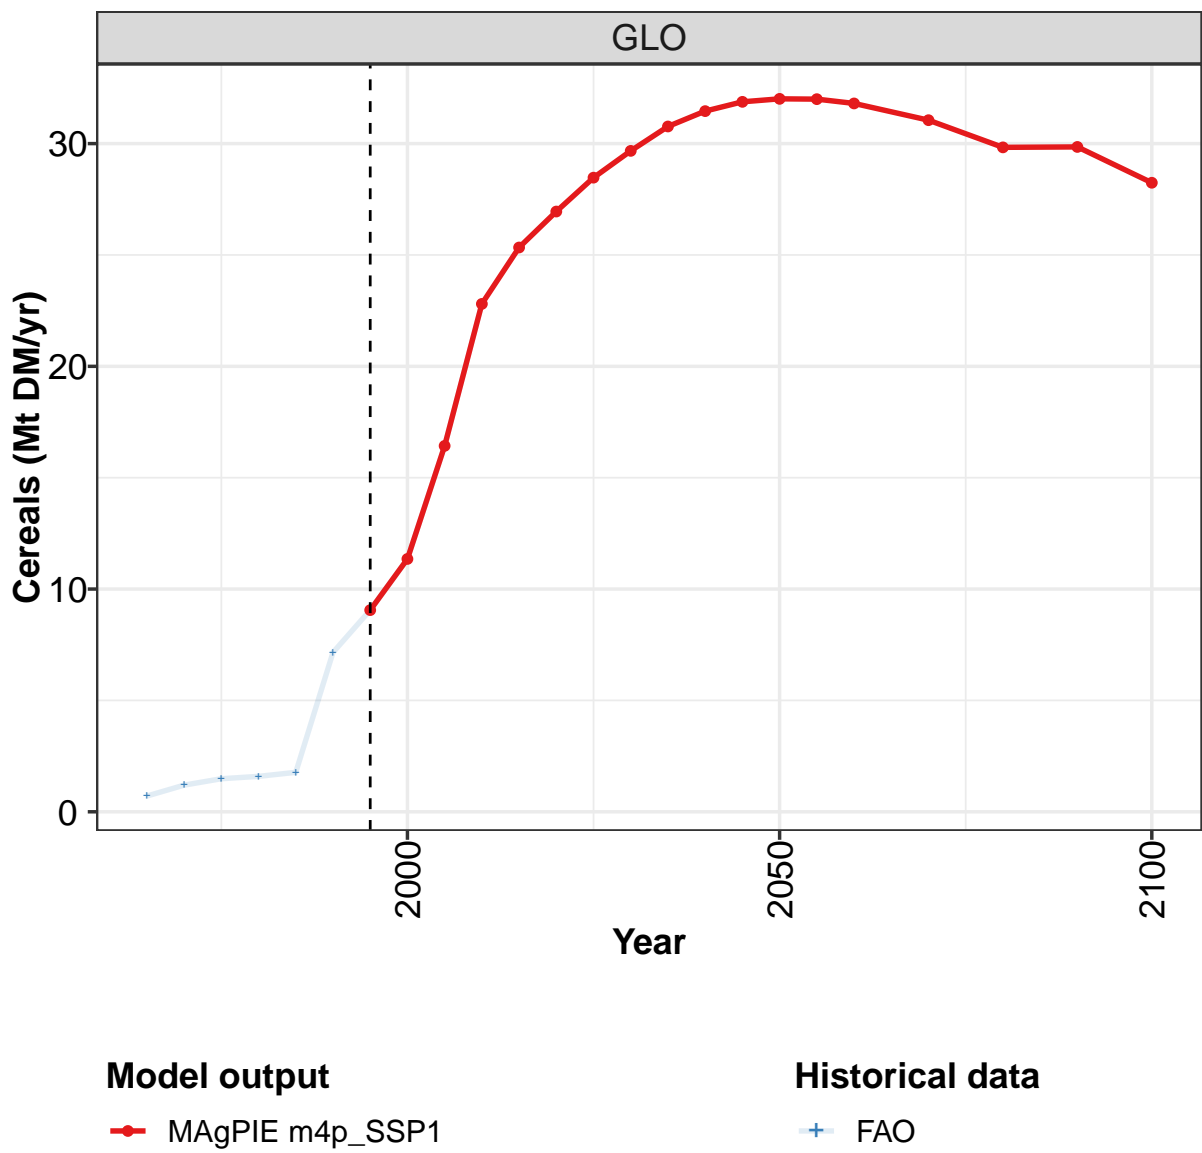 GLO
30
20
10
0
Cereals (Mt DM/yr)
2000
2050
2100
Year
Model output
Historical data
MAgPIE m4p_SSP1
FAO